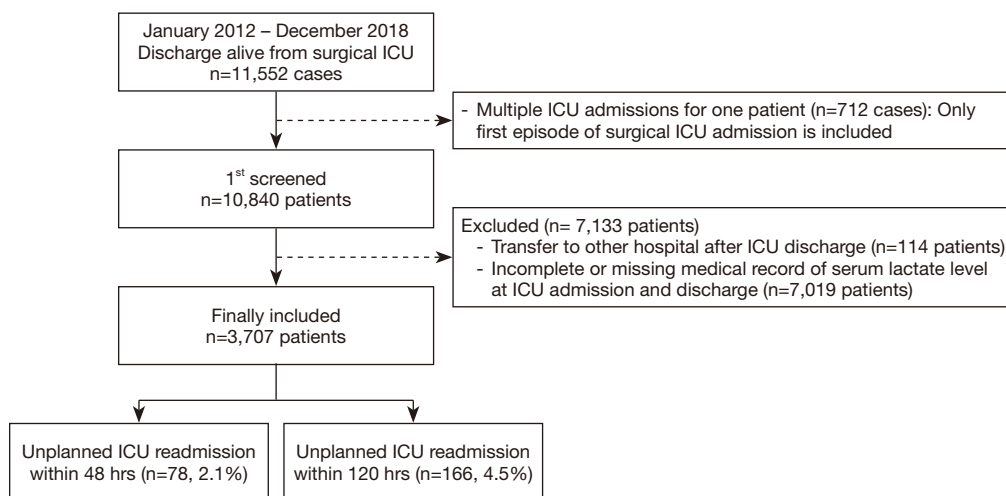 January 2012 – December 2018
Discharge alive from surgical ICU
n=11,552 cases
- Multiple ICU admissions for one patient (n=712 cases): Only
first episode of surgical ICU admission is included
1st screened
n=10,840 patients
Excluded (n= 7,133 patients)
- Transfer to other hospital after ICU discharge (n=114 patients)
- Incomplete or missing medical record of serum lactate level
at ICU admission and discharge (n=7,019 patients)
Finally included
n=3,707 patients
Unplanned ICU readmission
within 48 hrs (n=78, 2.1%)
Unplanned ICU readmission
within 120 hrs (n=166, 4.5%)